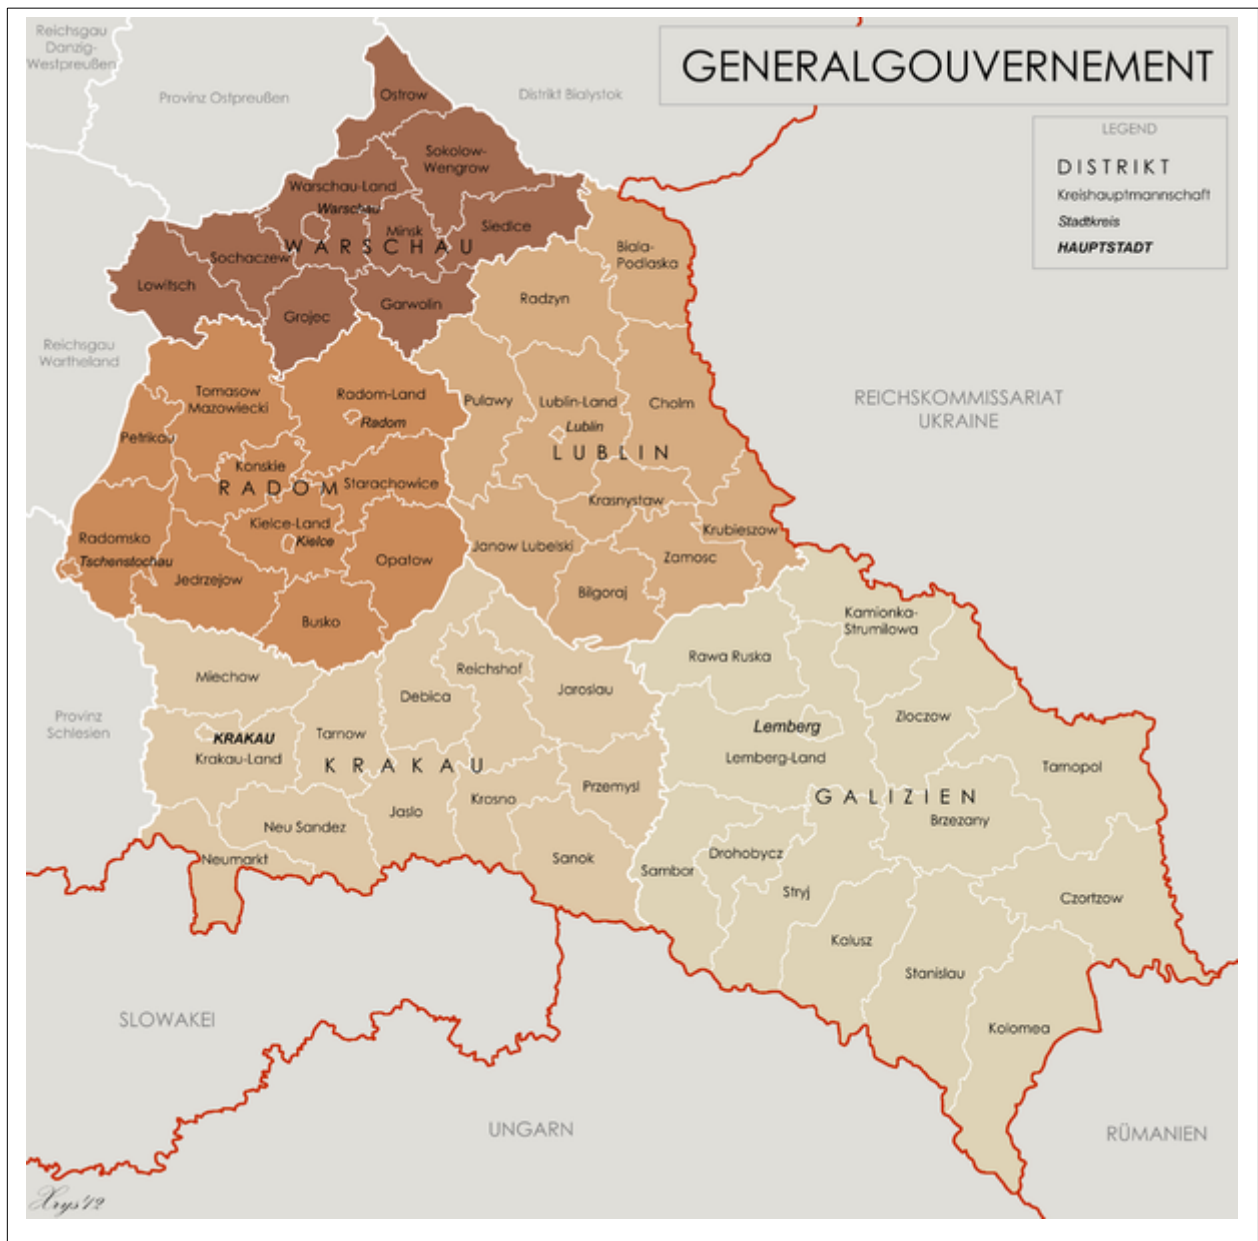 GENERALGOUVERNEMENT
LEGEND
DISTRIKT
Kreishauptmannschaft
Stadtkreis
HAUPTSTADT
Reichsgau
Danzig-
Westpreußen
Provinz Ostpreußen
Distrikt Bialystok
Ostrow
Sokolow-
Wengrow
Warschau-Land
Warschau
Minsk
Siedlce
WARSCHAU
Sochaczew
Lowitsch
Grojec
Garwolin
Biala-
Podlaska
Radzyn
Reichsgau
Wartheland
Tomasow
Mazowiecki
Radom-Land
Radom
Petrikau
Konskie
RADOM
Starachowice
Kielce-Land
Kielce
Radomsko
Tschenstochau
Jedrzejow
Opatow
Busko
Pulawy
Lublin-Land
Lublin
Cholm
LUBLIN
Krasnystaw
Krubieszow
Janow Lubelski
Zamosc
Bilgoraj
REICHSKOMMISSARIAT
UKRAINE
Provinz
Schlesien
Miechow
KRAKAU
Krakau-Land
Tarnow
Debica
Reichshof
Jaroslau
KRAKAU
Przemysl
Krosno
Jaslo
Neu Sandez
Neumarkt
Sanok
Kamionka-
Strumilowa
Rawa Ruska
Zloczow
Lemberg
Lemberg-Land
Tarnopol
GALIZIEN
Brzezany
Drohobycz
Sambor
Stryj
Czortzow
Kalusz
Stanislau
Kolomea
SLOWAKEI
UNGARN
RÜMANIEN
Xrys'12